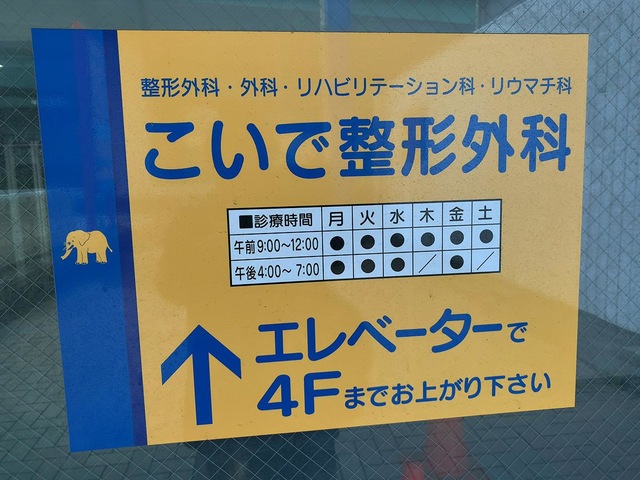 整形外科・外科・リハビリテーション科・リウマチ科
こいで整形外科
■診療時間 月 火 水 木 金 土
午前9:00〜12:00 ● ● ● ● ● ●
午後4:00〜 7:00 ● ● ● ／ ● ／
↑ エレベーターで
4Fまでお上がり下さい